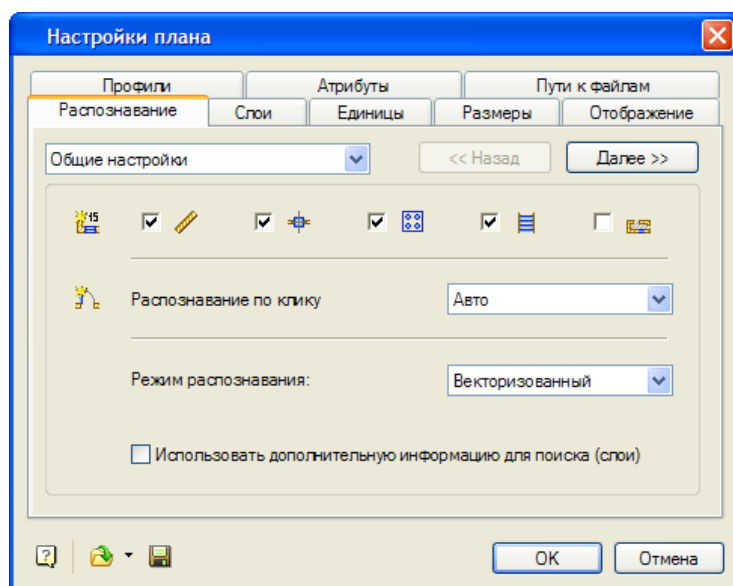 Настройки плана
Профили Атрибуты Пути к файлам
Распознавание Слои Единицы Размеры Отображение
Общие настройки << Назад Далее >>
45
Распознавание по клику Авто
Режим распознавания: Векторизованный
Использовать дополнительную информацию для поиска (слои)
? OK Отмена